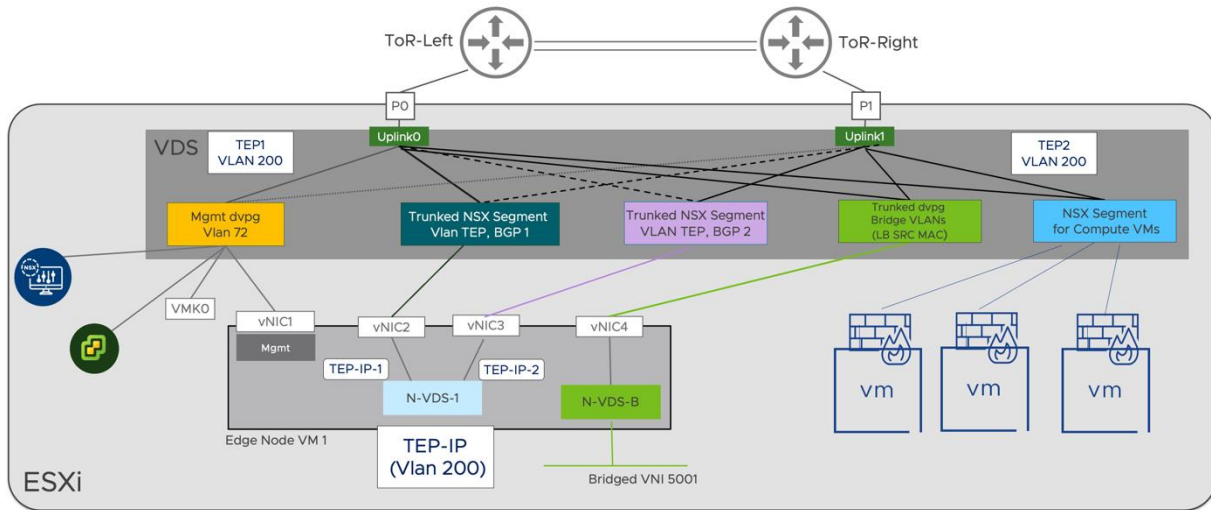 ToR-Left
ToR-Right
P0
P1
VDS
TEP1
VLAN 200
Uplink0
Uplink1
TEP2
VLAN 200
Mgmt dvpg
Vlan 72
Trunked NSX Segment
Vlan TEP, BGP 1
Trunked NSX Segment
VLAN TEP, BGP 2
Trunked dvpg
Bridge VLANs
(LB SRC MAC)
NSX Segment
for Compute VMs
NSX
VMK0
vNIC1
vNIC2
vNIC3
vNIC4
Mgmt
TEP-IP-1
TEP-IP-2
N-VDS-1
N-VDS-B
vm
vm
vm
Edge Node VM 1
TEP-IP
(Vlan 200)
Bridged VNI 5001
ESXi